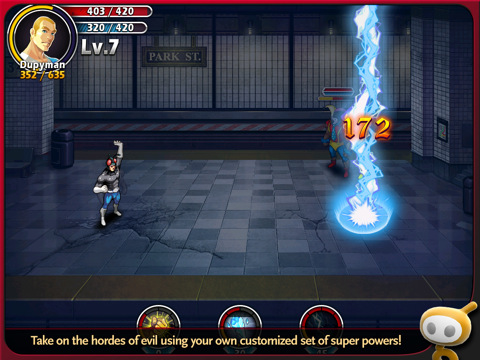 403 / 420
320 / 420
Lv.7
Dupyman
352 / 635
PARK ST.
172
Take on the hordes of evil using your own customized set of super powers!